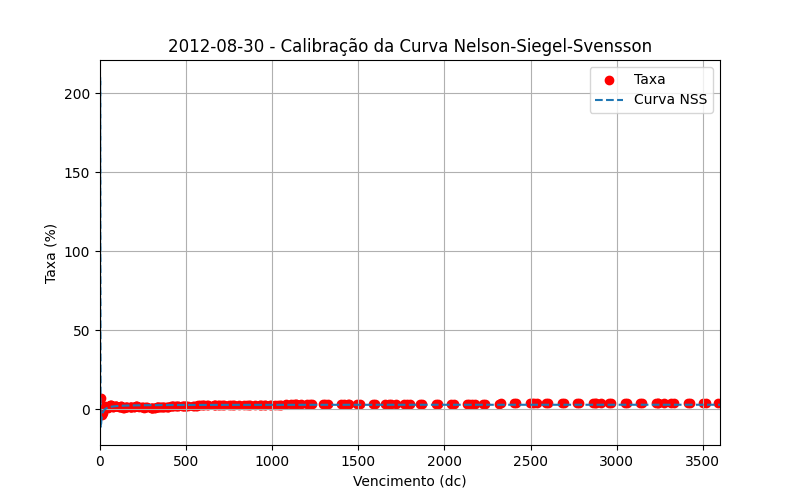 2012-08-30 - Calibração da Curva Nelson-Siegel-Svensson
Taxa
Curva NSS
Taxa (%)
200
150
100
50
0
0 500 1000 1500 2000 2500 3000 3500
Vencimento (dc)